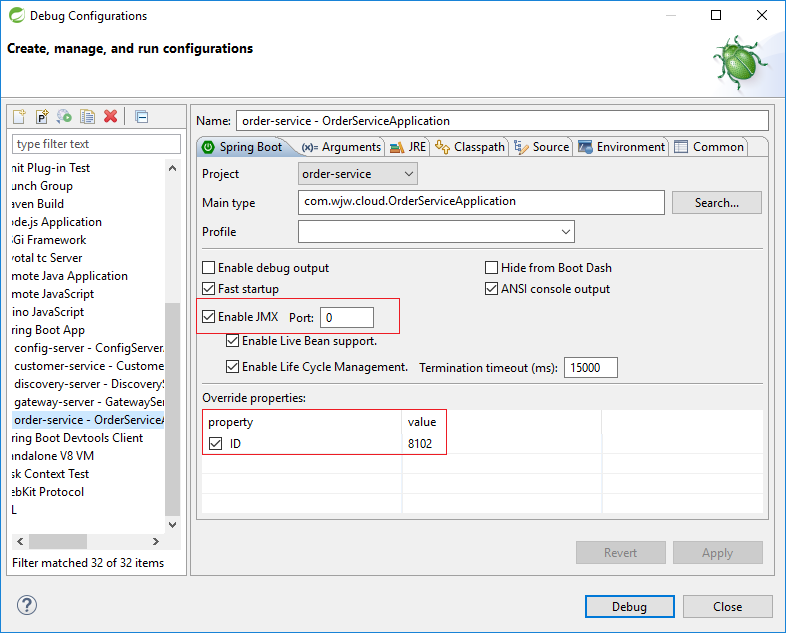 Debug Configurations
Create, manage, and run configurations
type filter text
nit Plug-in Test
unch Group
aven Build
ode.js Application
Gi Framework
votal tc Server
mote Java Application
mote JavaScript
ino JavaScript
ring Boot App
config-server - ConfigServer
customer-service - Custome
discovery-server - Discovery
gateway-server - GatewaySe
order-service - OrderService
ring Boot Devtools Client
andalone V8 VM
sk Context Test
ebKit Protocol
L
Filter matched 32 of 32 items
Name: order-service - OrderServiceApplication
Spring Boot (x)= Arguments JRE Classpath Source Environment Common
Project order-service
Main type com.wjw.cloud.OrderServiceApplication Search...
Profile
Enable debug output Hide from Boot Dash
Fast startup ANSI console output
Enable JMX Port: 0
Enable Live Bean support.
Enable Life Cycle Management. Termination timeout (ms): 15000
Override properties:
property value
ID 8102
Revert Apply
? Debug Close